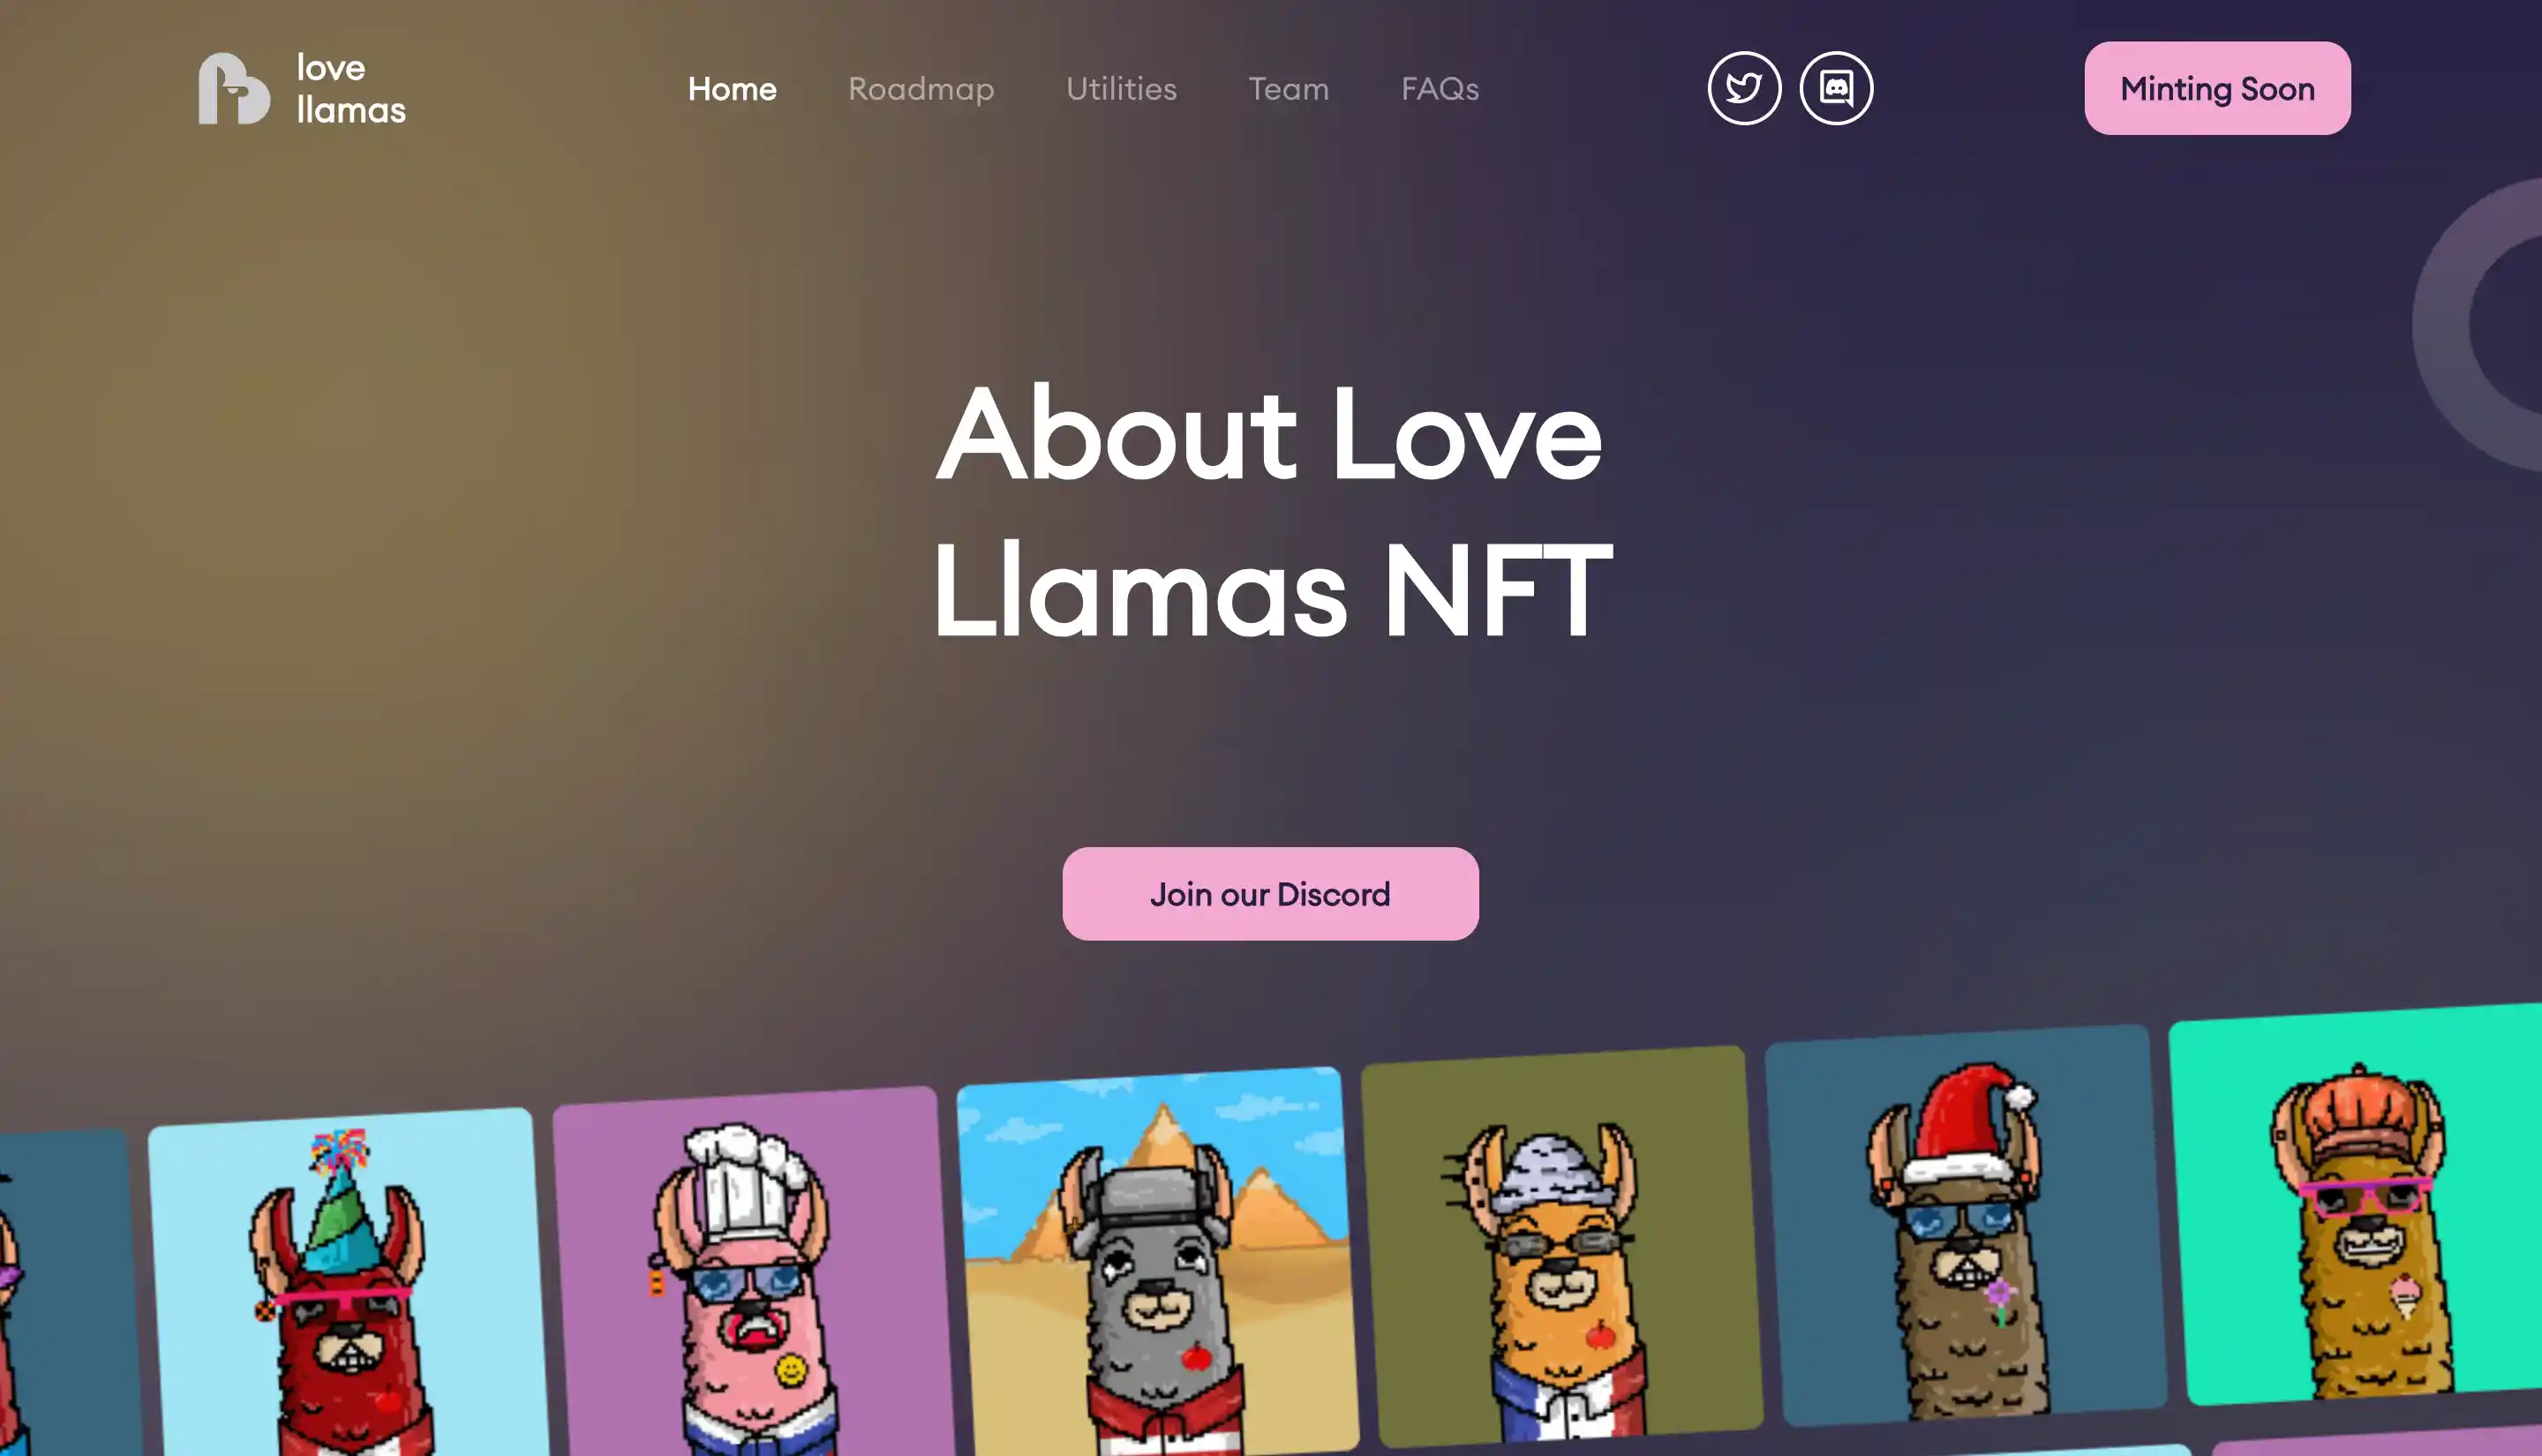 love
llamas
Home
Roadmap
Utilities
Team
FAQs
Minting Soon
About Love
Llamas NFT
Join our Discord